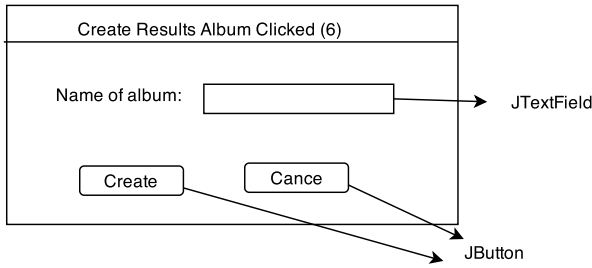 Create Results Album Clicked (6)
Name of album:
JTextField
Create
Cance
JButton